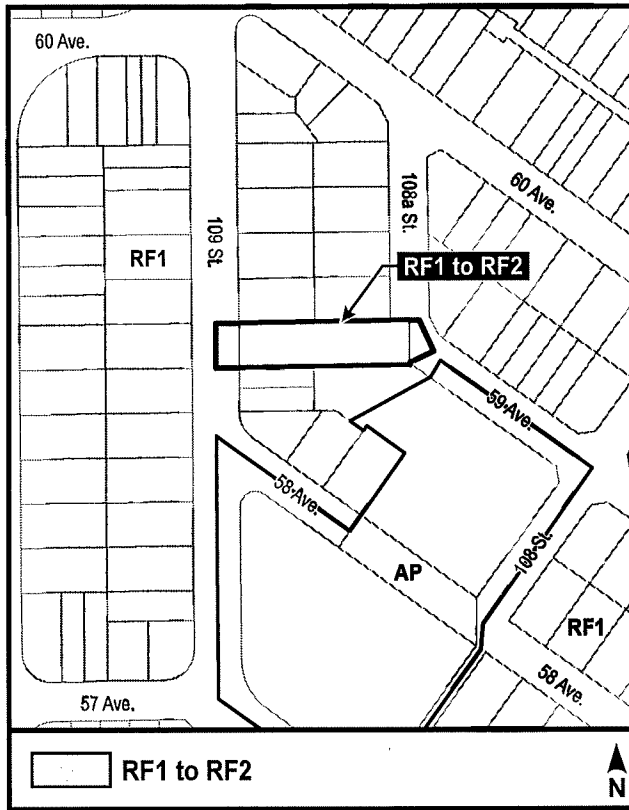 60 Ave.
109 St.
108a St.
60 Ave.
RF1
RF1 to RF2
59 Ave.
58 Ave.
108 St.
AP
RF1
58 Ave.
57 Ave.
RF1 to RF2
N